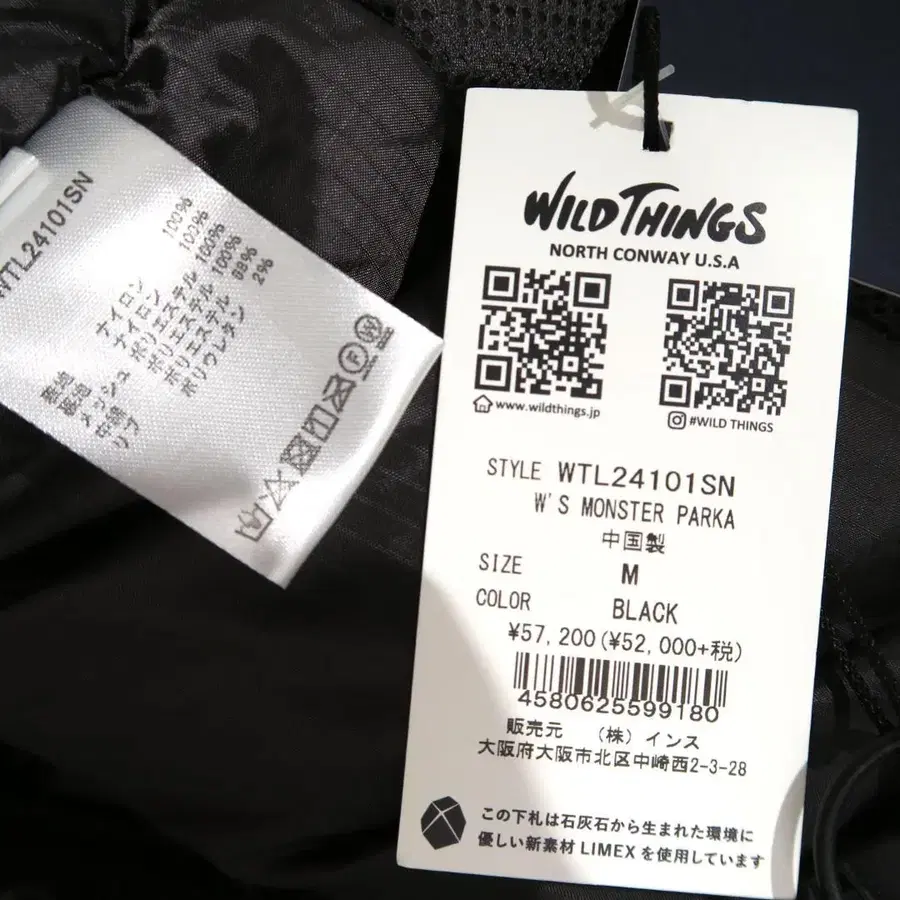 WTL24101SN
表地 ナイロン 100%
裏地 ナイロン 100%
メッシュ ポリエステル 100%
中綿 ポリエステル 100%
リブ ポリエステル 98%
ポリウレタン 2%
WILD THINGS
NORTH CONWAY U.S.A
www.wildthings.jp
#WILD THINGS
STYLE WTL24101SN
W'S MONSTER PARKA
中国製
SIZE M
COLOR BLACK
¥57,200(¥52,000+税)
4580625599180
販売元 (株)インス
大阪府大阪市北区中崎西2-3-28
この下札は石灰石から生まれた環境に
優しい新素材 LIMEX を使用しています